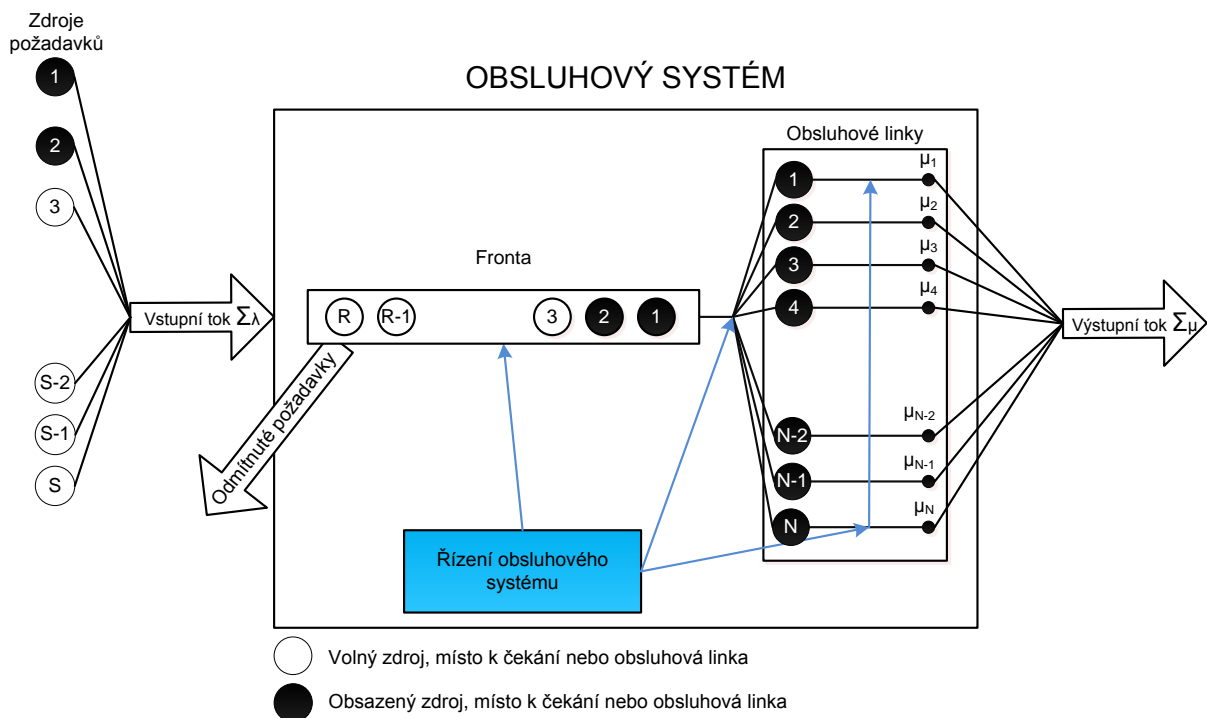 Zdroje
požadavků
1
2
3
S-2
S-1
S
Vstupní tok Σλ
OBSLUHOVÝ SYSTÉM
Fronta
R
R-1
3
2
1
Odmítnuté požadavky
Řízení obsluhového
systému
Obsluhové linky
1
μ1
2
μ2
3
μ3
4
μ4
N-2
μN-2
N-1
μN-1
N
μN
Výstupní tok Σμ
Volný zdroj, místo k čekání nebo obsluhová linka
Obsazený zdroj, místo k čekání nebo obsluhová linka